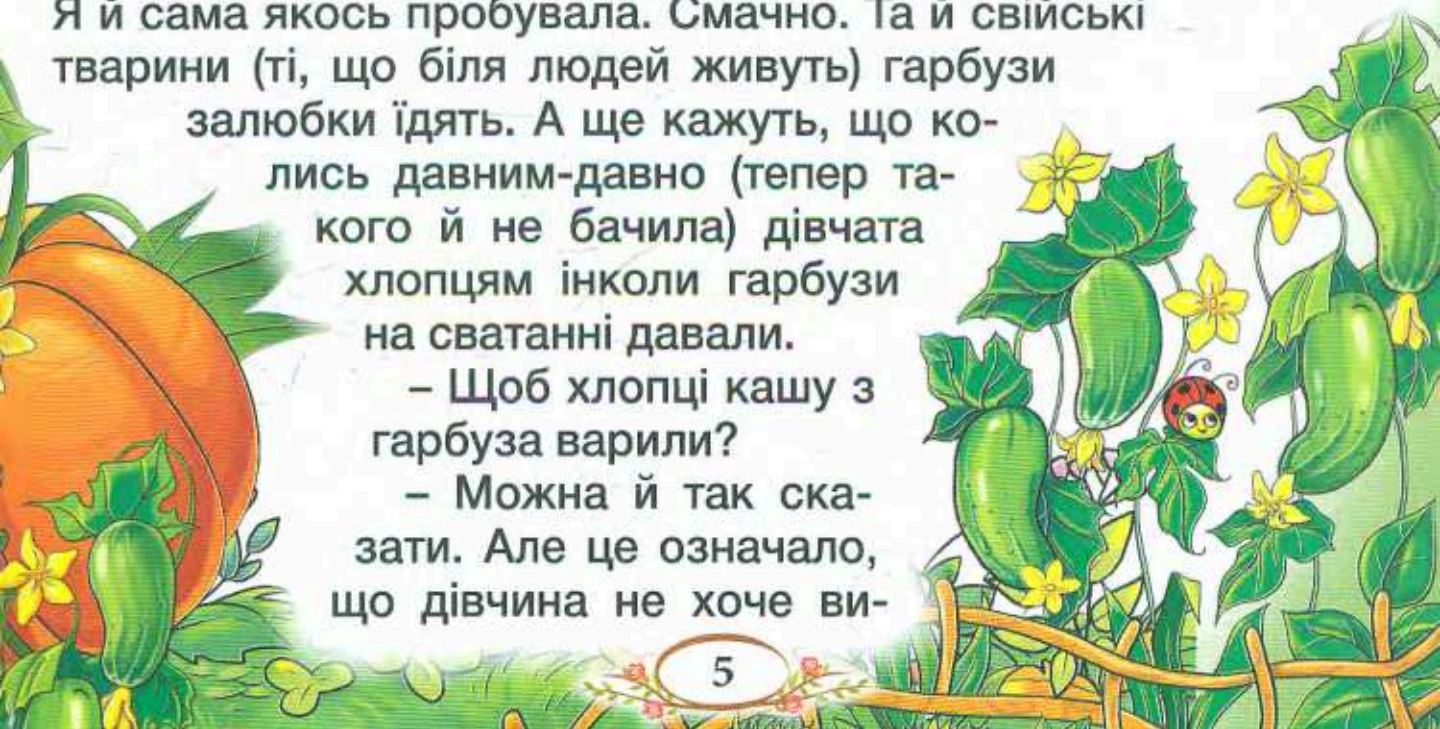 Я й сама якось пробувала. Смачно. Та й свійські
тварини (ті, що біля людей живуть) гарбузи
залюбки їдять. А ще кажуть, що ко-
лись давним-давно (тепер та-
кого й не бачила) дівчата
хлопцям інколи гарбузи
на сватанні давали.
– Щоб хлопці кашу з
гарбуза варили?
– Можна й так ска-
зати. Але це означало,
що дівчина не хоче ви-
5